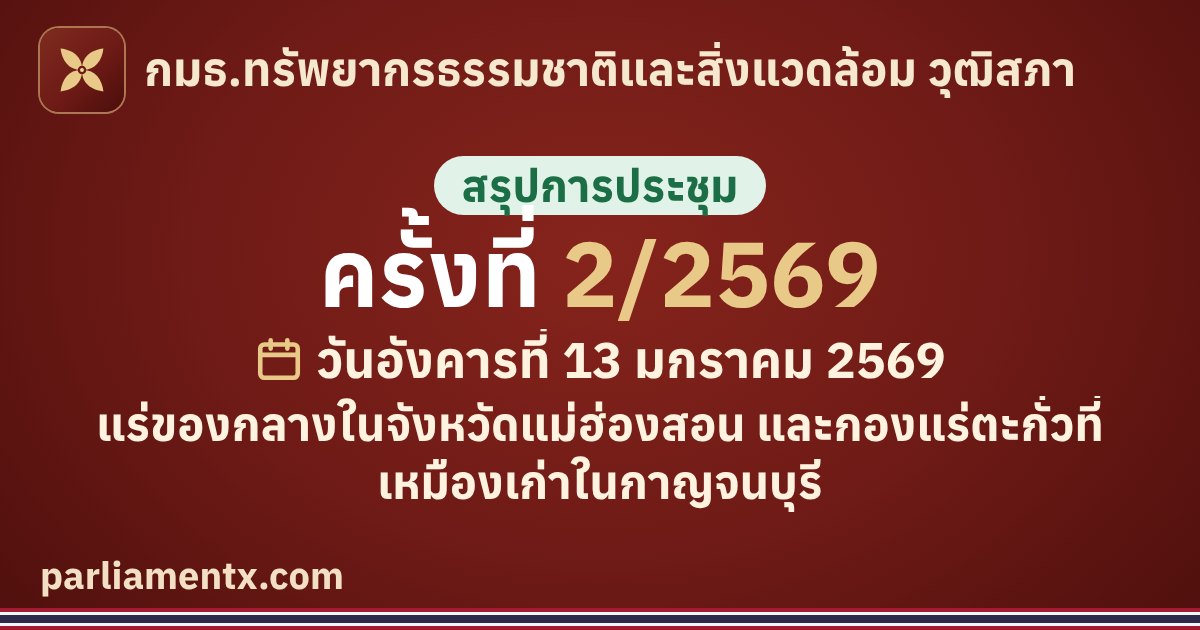 กมธ.ทรัพยากรธรรมชาติและสิ่งแวดล้อม วุฒิสภา
สรุปการประชุม
ครั้งที่ 2/2569
วันอังคารที่ 13 มกราคม 2569
แร่ของกลางในจังหวัดแม่ฮ่องสอน และกองแร่ตะกั่วที่
เหมืองเก่าในกาญจนบุรี
parliamentx.com